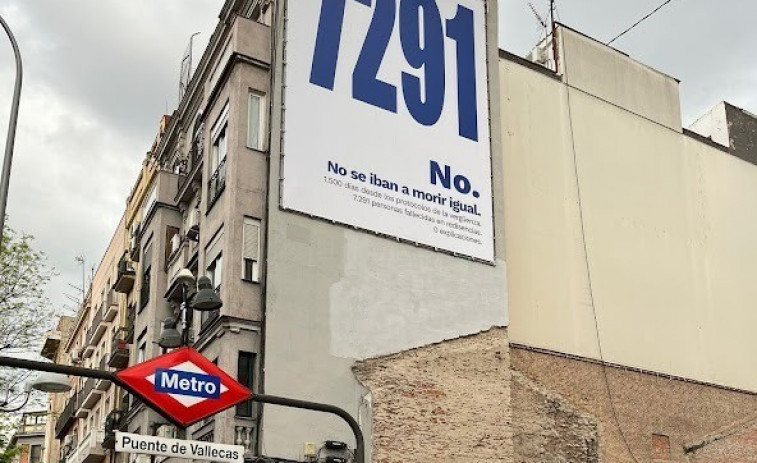 7291
No.
No se iban a morir igual.
1.500 días desde los protocolos de la vergüenza.
7.291 personas fallecidas en residencias.
0 explicaciones.
Metro
Puente de Vallecas